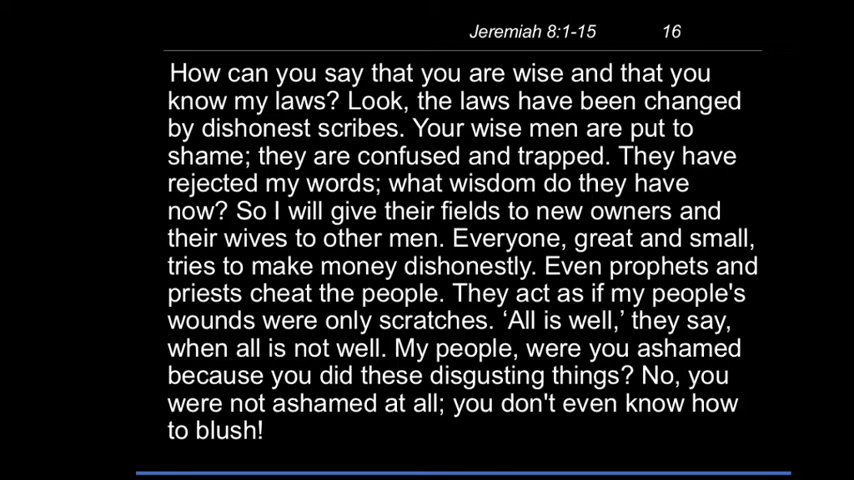 Jeremiah 8:1-15 16
How can you say that you are wise and that you
know my laws? Look, the laws have been changed
by dishonest scribes. Your wise men are put to
shame; they are confused and trapped. They have
rejected my words; what wisdom do they have
now? So I will give their fields to new owners and
their wives to other men. Everyone, great and small,
tries to make money dishonestly. Even prophets and
priests cheat the people. They act as if my people's
wounds were only scratches. ‘All is well,’ they say,
when all is not well. My people, were you ashamed
because you did these disgusting things? No, you
were not ashamed at all; you don't even know how
to blush!